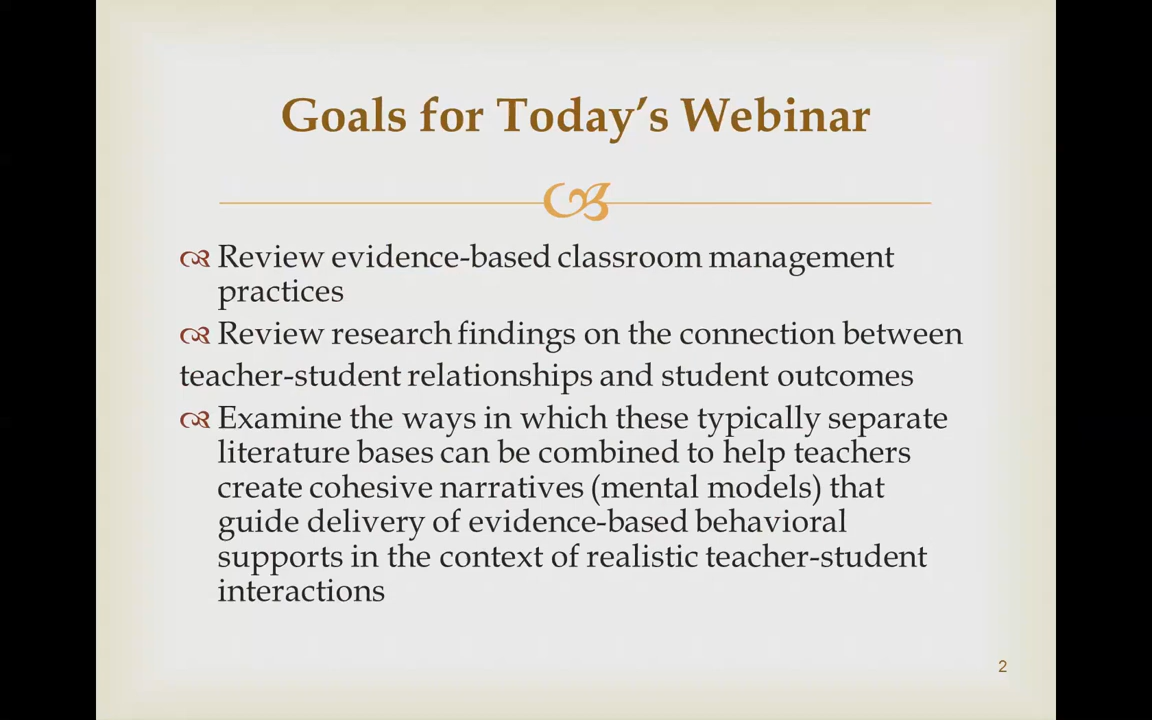 Goals for Today’s Webinar
Review evidence-based classroom management
practices
Review research findings on the connection between
teacher-student relationships and student outcomes
Examine the ways in which these typically separate
literature bases can be combined to help teachers
create cohesive narratives (mental models) that
guide delivery of evidence-based behavioral
supports in the context of realistic teacher-student
interactions
2